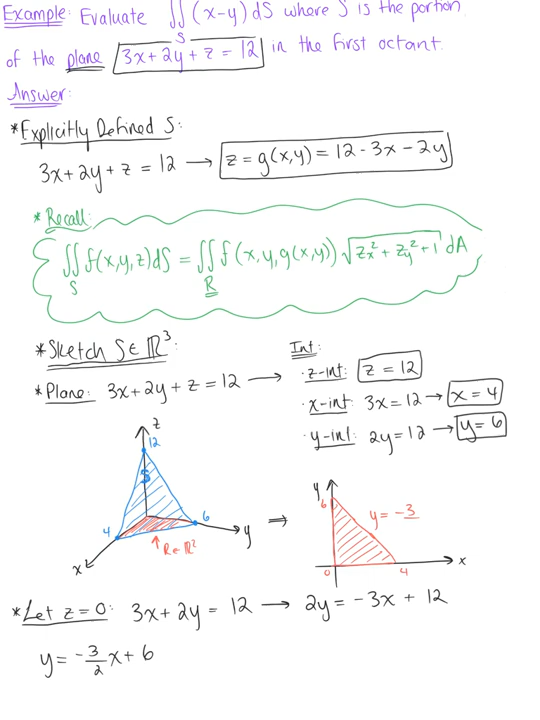 Example: Evaluate ∬_S (x-y) dS where S is the portion
of the plane 3x+2y+z = 12 in the first octant.
Answer:
*Explicitly Defined S:
3x+2y+z = 12 → z = g(x,y) = 12-3x-2y
*Recall:
∬_S f(x,y,z)dS = ∬_R f(x,y,g(x,y)) √(z_x²+z_y²+1) dA
*Sketch S∈ℝ³:
*Plane: 3x+2y+z = 12 →
Int:
·z-int: z = 12
·x-int: 3x = 12 → x = 4
·y-int: 2y = 12 → y = 6
z
12
S
4
6
y
x
R∈ℝ²
⇒
y
6
y = -3
0
4
x
*Let z=0: 3x+2y = 12 → 2y = -3x + 12
y = -3/2 x + 6